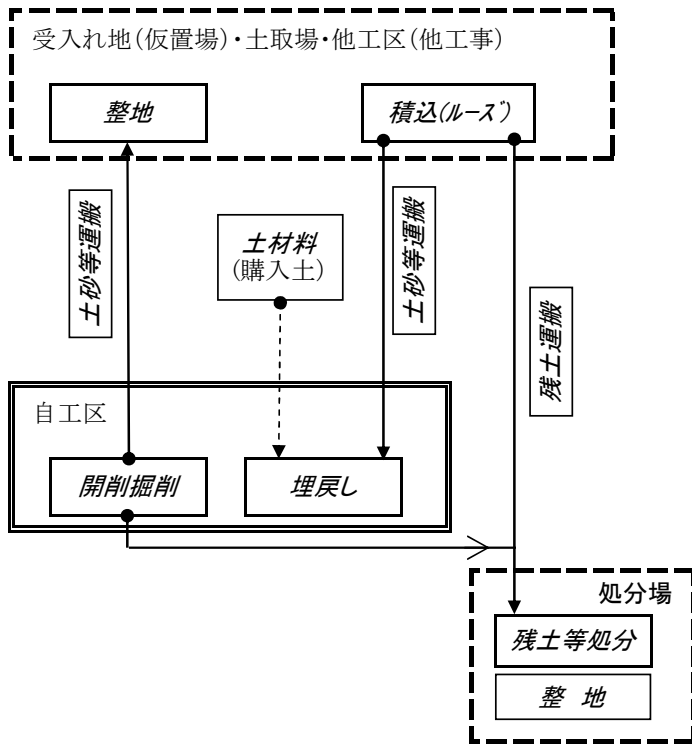 受入れ地(仮置場)・土取場・他工区(他工事)
整地
積込(ルーズ)
土砂等運搬
土材料
(購入土)
土砂等運搬
残土運搬
自工区
開削掘削
埋戻し
処分場
残土等処分
整 地